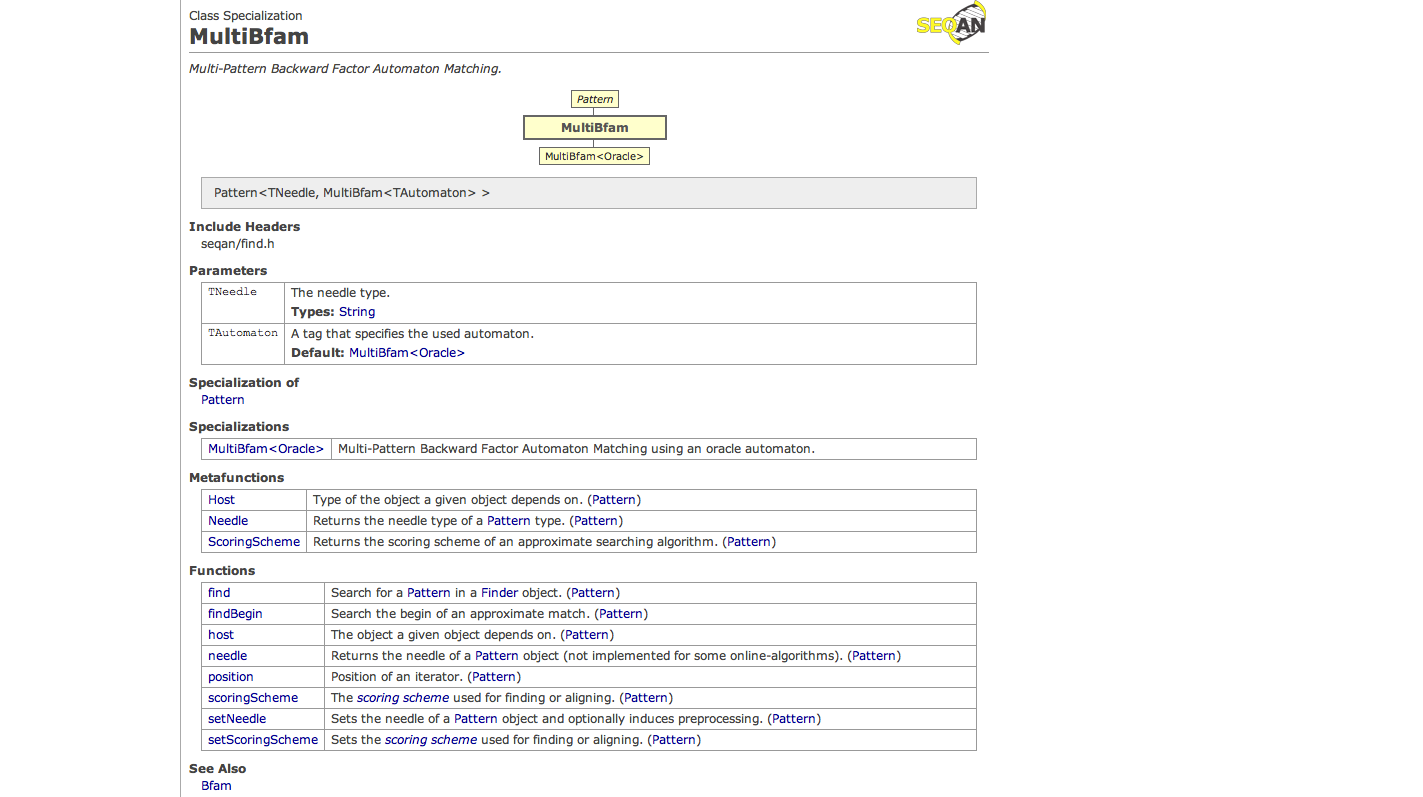 Class Specialization
MultiBfam
SEQAN
Multi-Pattern Backward Factor Automaton Matching.
Pattern
MultiBfam
MultiBfam<Oracle>
Pattern<TNeedle, MultiBfam<TAutomaton> >
Include Headers
seqan/find.h
Parameters
TNeedle The needle type.
Types: String
TAutomaton A tag that specifies the used automaton.
Default: MultiBfam<Oracle>
Specialization of
Pattern
Specializations
MultiBfam<Oracle> Multi-Pattern Backward Factor Automaton Matching using an oracle automaton.
Metafunctions
Host Type of the object a given object depends on. (Pattern)
Needle Returns the needle type of a Pattern type. (Pattern)
ScoringScheme Returns the scoring scheme of an approximate searching algorithm. (Pattern)
Functions
find Search for a Pattern in a Finder object. (Pattern)
findBegin Search the begin of an approximate match. (Pattern)
host The object a given object depends on. (Pattern)
needle Returns the needle of a Pattern object (not implemented for some online-algorithms). (Pattern)
position Position of an iterator. (Pattern)
scoringScheme The scoring scheme used for finding or aligning. (Pattern)
setNeedle Sets the needle of a Pattern object and optionally induces preprocessing. (Pattern)
setScoringScheme Sets the scoring scheme used for finding or aligning. (Pattern)
See Also
Bfam